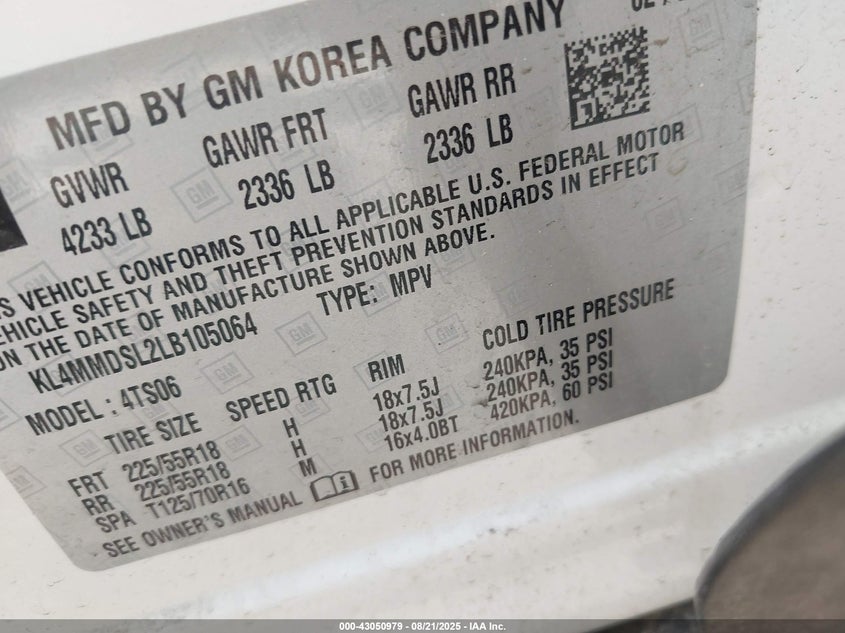 MFD BY GM KOREA COMPANY
GVWR GAWR FRT GAWR RR
4233 LB 2336 LB 2336 LB
VEHICLE CONFORMS TO ALL APPLICABLE U.S. FEDERAL MOTOR
VEHICLE SAFETY AND THEFT PREVENTION STANDARDS IN EFFECT
ON THE DATE OF MANUFACTURE SHOWN ABOVE.
KL4MMDSL2LB105064 TYPE: MPV
MODEL : 4TS06
TIRE SIZE SPEED RTG RIM COLD TIRE PRESSURE
FRT 225/55R18 H 18x7.5J 240KPA, 35 PSI
RR 225/55R18 H 18x7.5J 240KPA, 35 PSI
SPA T125/70R16 M 16x4.0BT 420KPA, 60 PSI
SEE OWNER'S MANUAL FOR MORE INFORMATION.
000-43050979 - 08/21/2025 - IAA Inc.